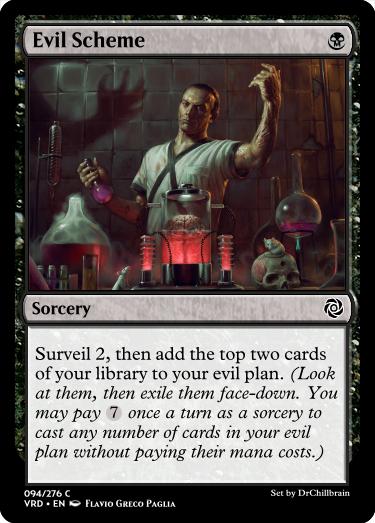 Evil Scheme
Sorcery
Surveil 2, then add the top two cards
of your library to your evil plan. (Look
at them, then exile them face-down. You
may pay 7 once a turn as a sorcery to
cast any number of cards in your evil
plan without paying their mana costs.)
094/276 C
Set by DrChillbrain
VRD • EN Flavio Greco Paglia